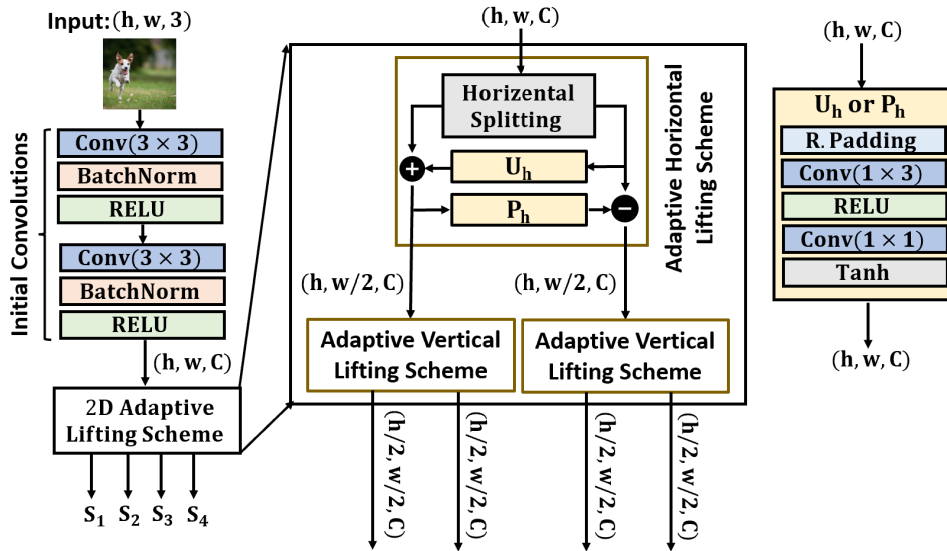 Input: (h, w, 3)
Initial Convolutions
Conv(3 × 3)
BatchNorm
RELU
Conv(3 × 3)
BatchNorm
RELU
(h, w, C)
2D Adaptive
Lifting Scheme
S1 S2 S3 S4
(h, w, C)
Horizental
Splitting
+
Uh
Ph
−
Adaptive Horizontal
Lifting Scheme
(h, w/2, C)
(h, w/2, C)
Adaptive Vertical
Lifting Scheme
Adaptive Vertical
Lifting Scheme
(h/2, w/2, C)
(h/2, w/2, C)
(h/2, w/2, C)
(h/2, w/2, C)
(h, w, C)
Uh or Ph
R. Padding
Conv(1 × 3)
RELU
Conv(1 × 1)
Tanh
(h, w, C)